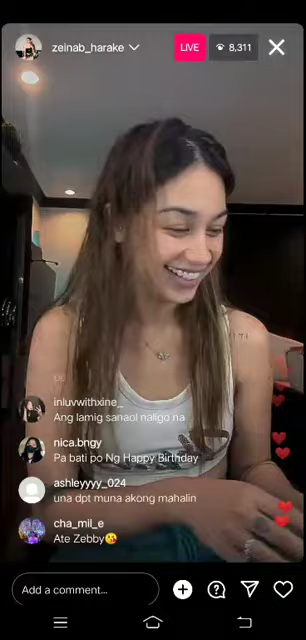 zeinab_harake
LIVE
8,311
inluvwithxine_
Ang lamig sanaol naligo na
nica.bngy
Pa bati po Ng Happy Birthday
ashleyyyy_024
una dpt muna akong mahalin
cha_mil_e
Ate Zebby😘
Add a comment...